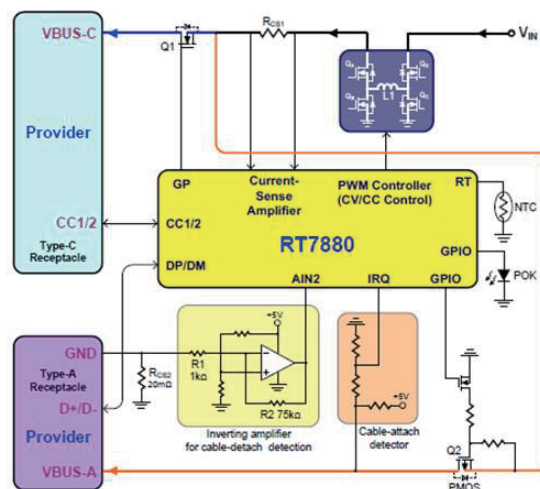 VBUS-C
Q1
RCS1
VIN
L1
Provider
GP
Current-
Sense
Amplifier
PWM Controller
(CV/CC Control)
RT
NTC
CC1/2
CC1/2
Type-C
Receptacle
RT7880
GPIO
POK
DP/DM
AIN2
IRQ
GPIO
+5V
GND
Type-A
Receptacle
RCS2
20mΩ
R1
1kΩ
+5V
D+/D-
R2 75kΩ
Provider
Inverting amplifier
for cable-detach detection
Cable-attach
detector
Q2
VBUS-A
PMOS